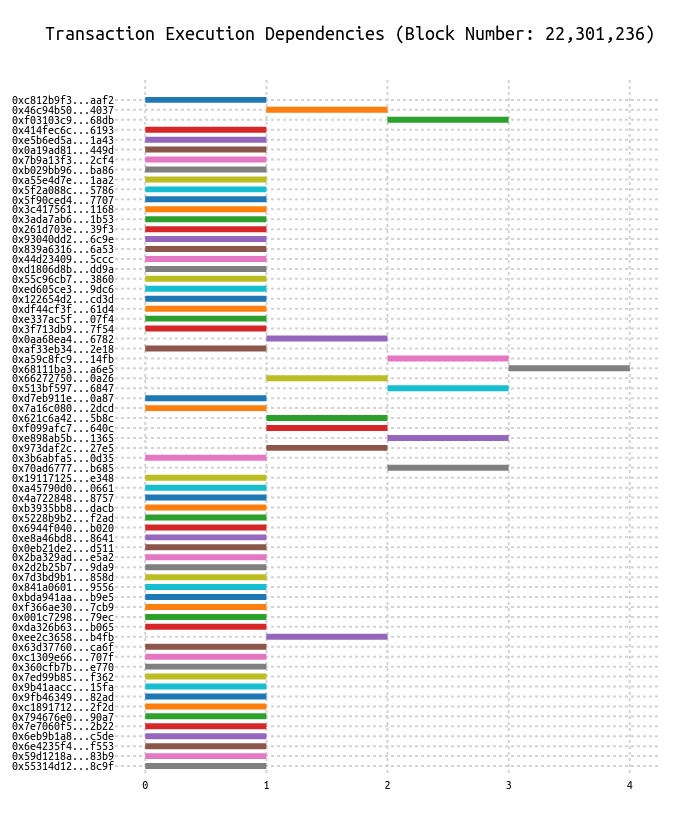 Transaction Execution Dependencies (Block Number: 22,301,236)
0xc812b9f3...aaf2
0x46c94b50...4037
0xf03103c9...68db
0x414fec6c...6193
0xe5b6ed5a...1a43
0x0a19ad81...449d
0x7b9a13f3...2cf4
0xb029bb96...ba86
0xa55e4d7e...1aa2
0x5f2a088c...5786
0x5f90ced4...7707
0x3c417561...1168
0x3ada7ab6...1b53
0x261d703e...39f3
0x93040dd2...6c9e
0x839a6316...6a53
0x44d23409...5ccc
0xd1806d8b...dd9a
0x55c96cb7...3860
0xed605ce3...9dc6
0x122654d2...cd3d
0xdf44cf3f...61d4
0xe337ac5f...07f4
0x3f713db9...7f54
0x0aa68ea4...6782
0xaf33eb34...2e18
0xa59c8fc9...14fb
0x68111ba3...a6e5
0x66272750...0a26
0x513bf597...6847
0xd7eb911e...0a87
0x7a16c080...2dcd
0x621c6a42...5b8c
0xf099afc7...640c
0xe898ab5b...1365
0x973daf2c...27e5
0x3b6abfa5...0d35
0x70ad6777...b685
0x19117125...e348
0xa45790d0...0661
0x4a722848...8757
0xb3935bb8...dacb
0x5228b9b2...f2ad
0x6944f040...b020
0xe8a46bd8...8641
0x0eb21de2...d511
0x2ba329ad...e5a2
0x2d2b25b7...9da9
0x7d3bd9b1...858d
0x841a0601...9556
0xbda941aa...b9e5
0xf366ae30...7cb9
0x001c7298...79ec
0xda326b63...b065
0xee2c3658...b4fb
0x63d37760...ca6f
0xc1309e66...707f
0x360cfb7b...e770
0x7ed99b85...f362
0x9b41aacc...15fa
0x9fb46349...82ad
0xc1891712...2f2d
0x794676e0...90a7
0x7e7060f5...2b22
0x6eb9b1a8...c5de
0x6e4235f4...f553
0x59d1218a...83b9
0x55314d12...8c9f
0 1 2 3 4